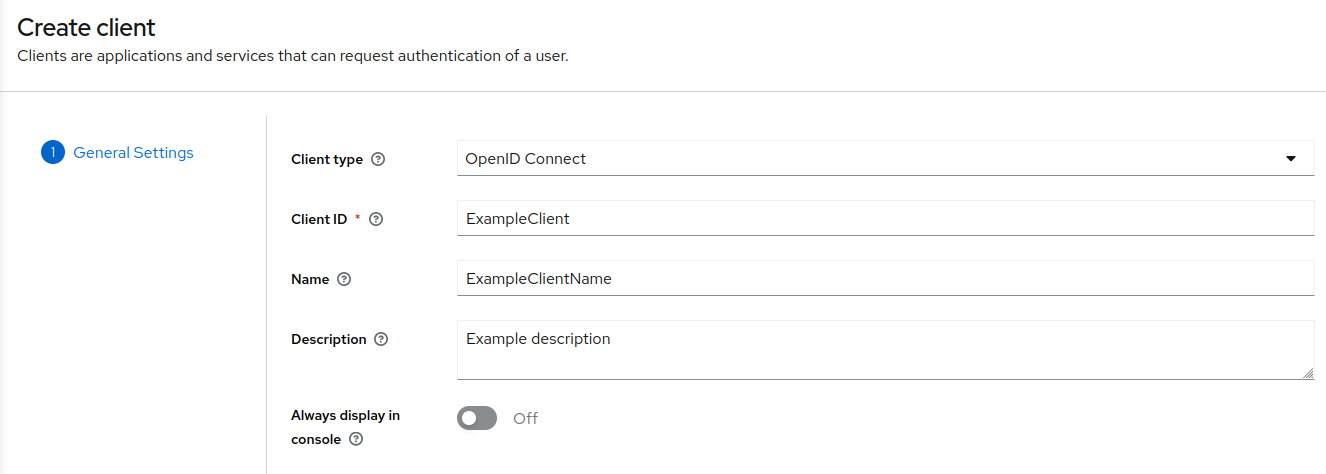 Create client
Clients are applications and services that can request authentication of a user.
1 General Settings
Client type ?
OpenID Connect
Client ID * ?
ExampleClient
Name ?
ExampleClientName
Description ?
Example description
Always display in
console ?
Off